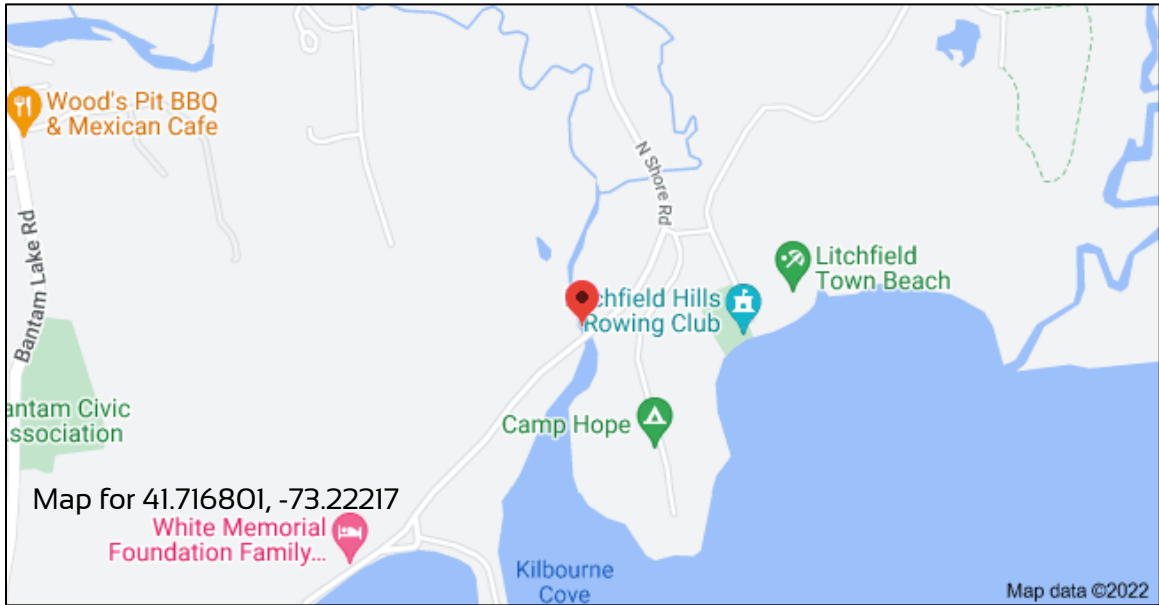 Wood's Pit BBQ
& Mexican Cafe
N Shore Rd
Bantam Lake Rd
Litchfield
Town Beach
chfield Hills
Rowing Club
Camp Hope
antam Civic
ssociation
Map for 41.716801, -73.22217
White Memorial
Foundation Family...
Kilbourne
Cove
Map data ©2022